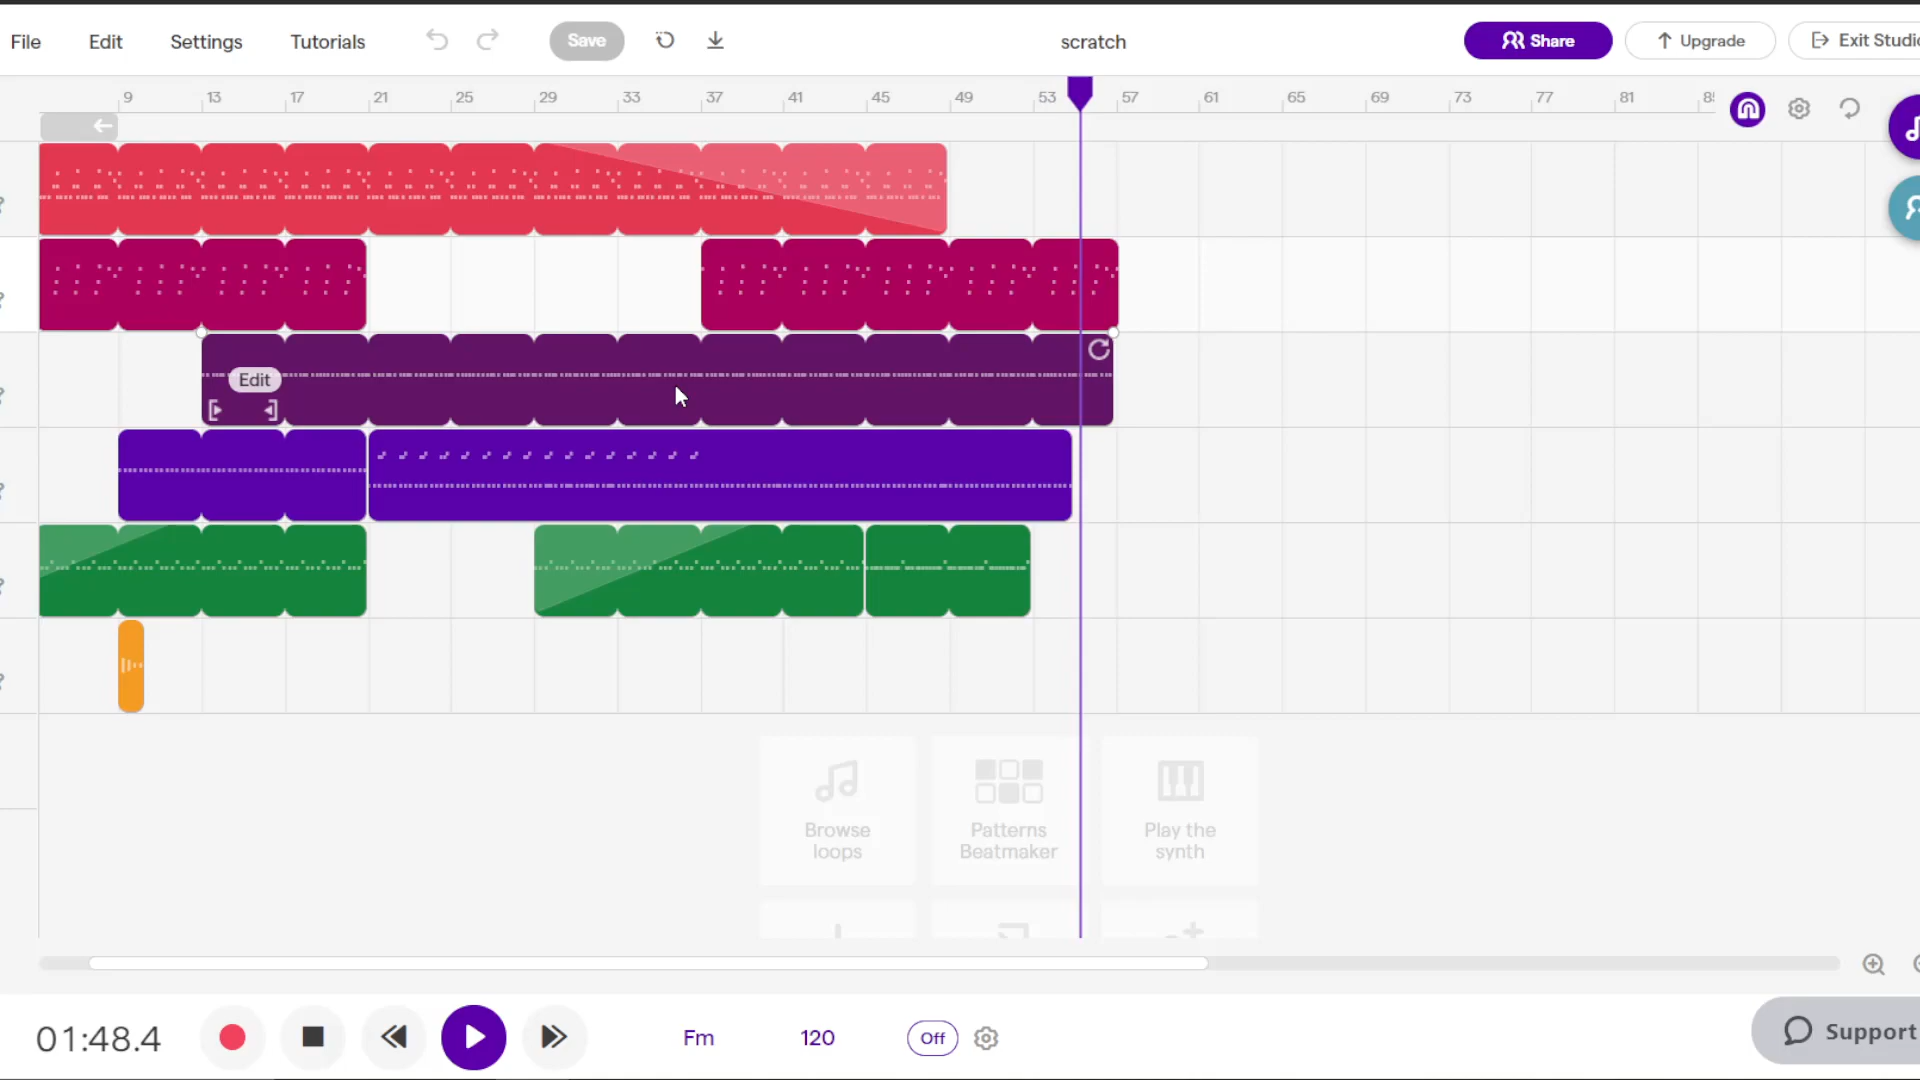 File Edit Settings Tutorials Save scratch Share Upgrade Exit Studio
9 13 17 21 25 29 33 37 41 45 49 53 57 61 65 69 73 77 81
Edit
Browse loops
Patterns Beatmaker
Play the synth
01:48.4 Fm 120 Off
Support